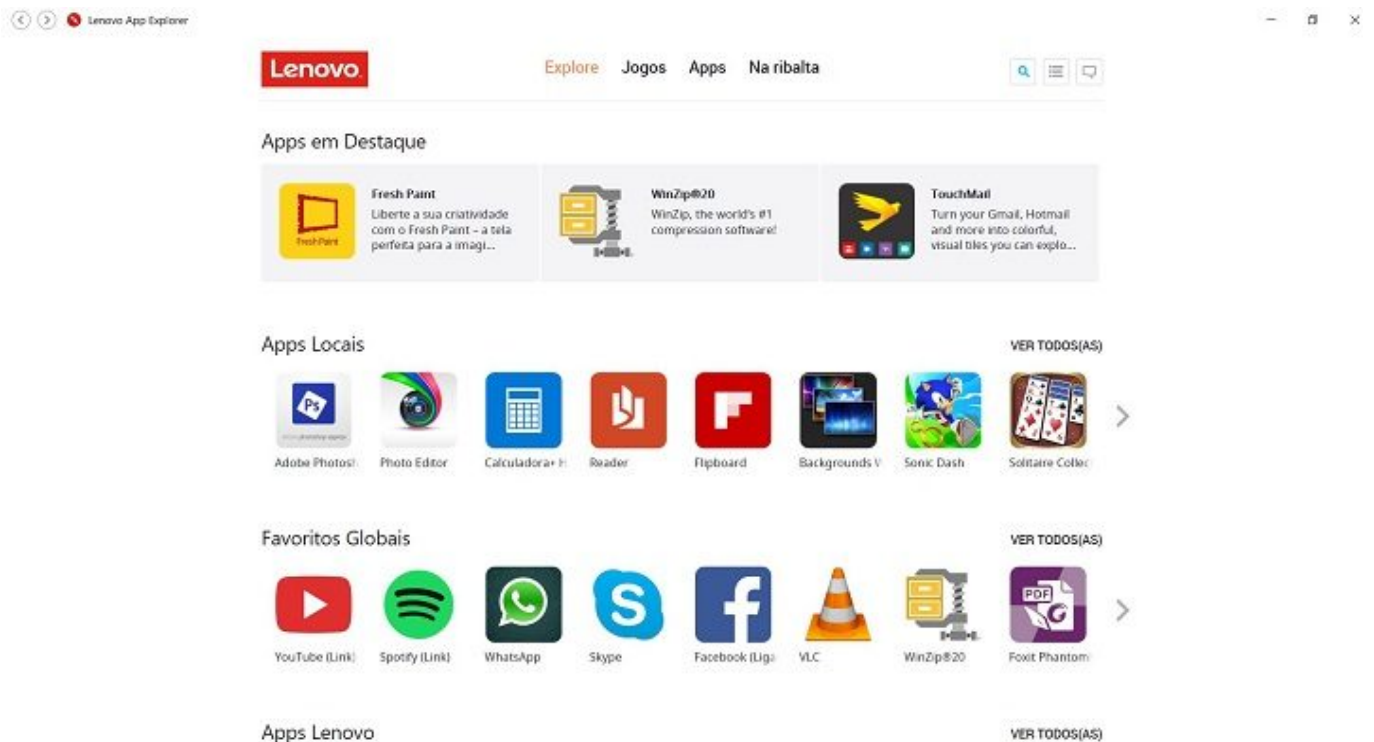 Lenovo App Explorer
Lenovo
Explore Jogos Apps Na ribalta
Apps em Destaque
Fresh Paint
Fresh Paint
Liberte a sua criatividade
com o Fresh Paint – a tela
perfeita para a imagi...
WinZip®20
WinZip, the world's #1
compression software!
TouchMail
Turn your Gmail, Hotmail
and more into colorful,
visual tiles you can explo...
Apps Locais
VER TODOS(AS)
Ps
Adobe Photosh
Photo Editor
Calculadora+ H
Reader
Flipboard
Backgrounds W
Sonic Dash
Solitaire Collec
Favoritos Globais
VER TODOS(AS)
PDF
YouTube (Link)
Spotify (Link)
WhatsApp
Skype
Facebook (Liga
VLC
WinZip®20
Foxit Phantom
Apps Lenovo
VER TODOS(AS)